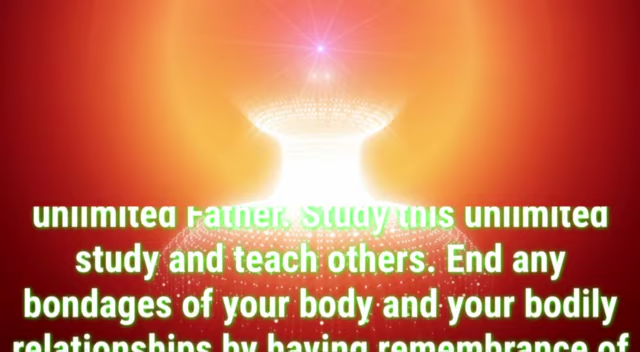 unlimited Father. Study this unlimited
study and teach others. End any
bondages of your body and your bodily
relationships by having remembrance of